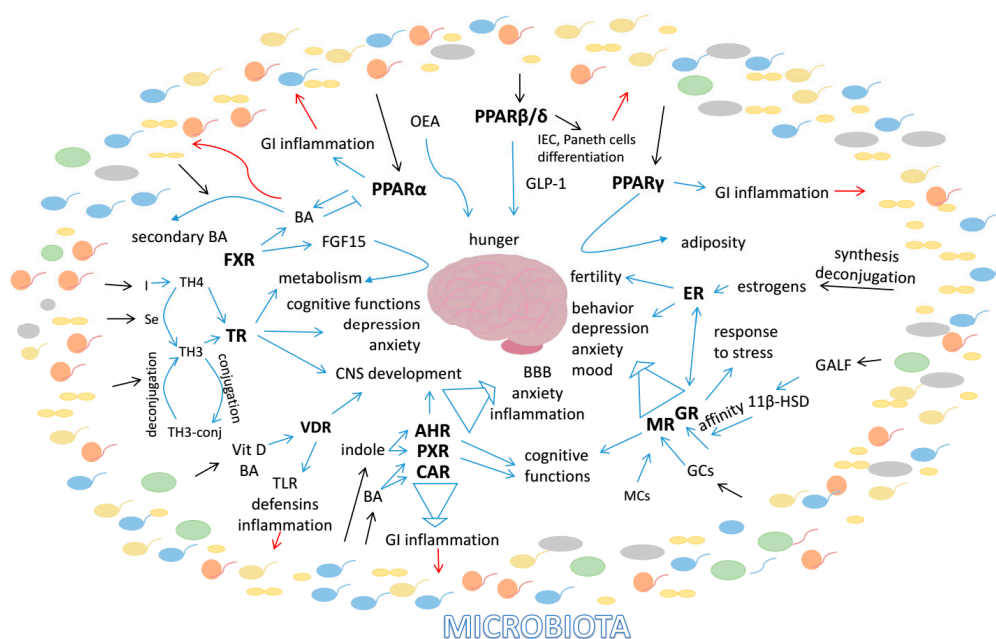 OEA
PPARβ/δ
IEC, Paneth cells
differentiation
GI inflammation
PPARα
GLP-1
PPARγ
GI inflammation
BA
secondary BA
FGF15
hunger
adiposity
FXR
synthesis
deconjugation
metabolism
fertility
I
TH4
ER
estrogens
cognitive functions
depression
anxiety
behavior
depression
anxiety
mood
Se
TR
response
to stress
TH3
CNS development
BBB
anxiety
inflammation
GALF
deconjugation
conjugation
11β-HSD
affinity
TH3-conj
VDR
AHR
PXR
CAR
MR
GR
Vit D
BA
indole
cognitive
functions
GCs
TLR
defensins
inflammation
BA
MCs
GI inflammation
MICROBIOTA